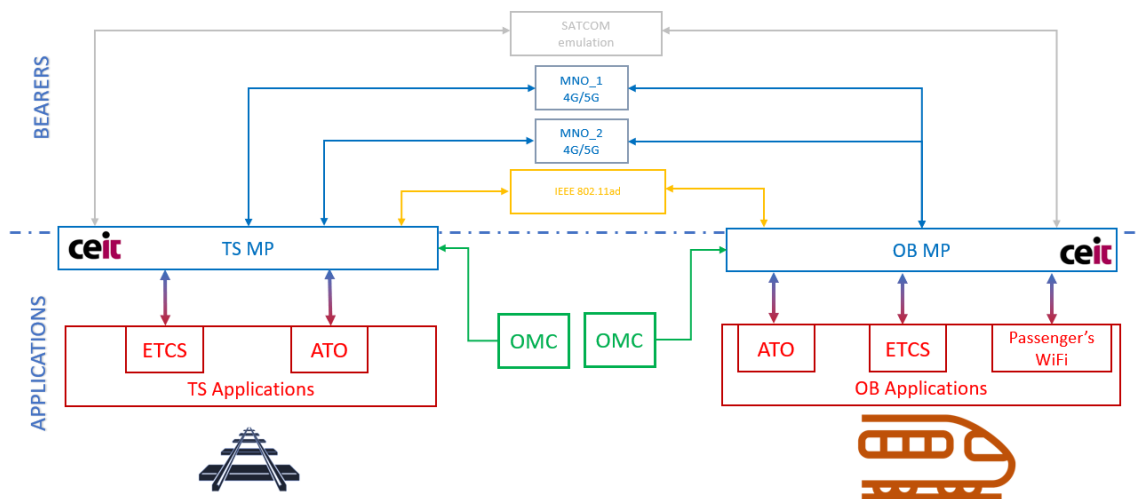 SATCOM
emulation
MNO_1
4G/5G
MNO_2
4G/5G
IEEE 802.11ad
BEARERS
ceit
TS MP
OB MP
ceit
APPLICATIONS
ETCS
ATO
TS Applications
OMC
OMC
ATO
ETCS
Passenger's
WiFi
OB Applications